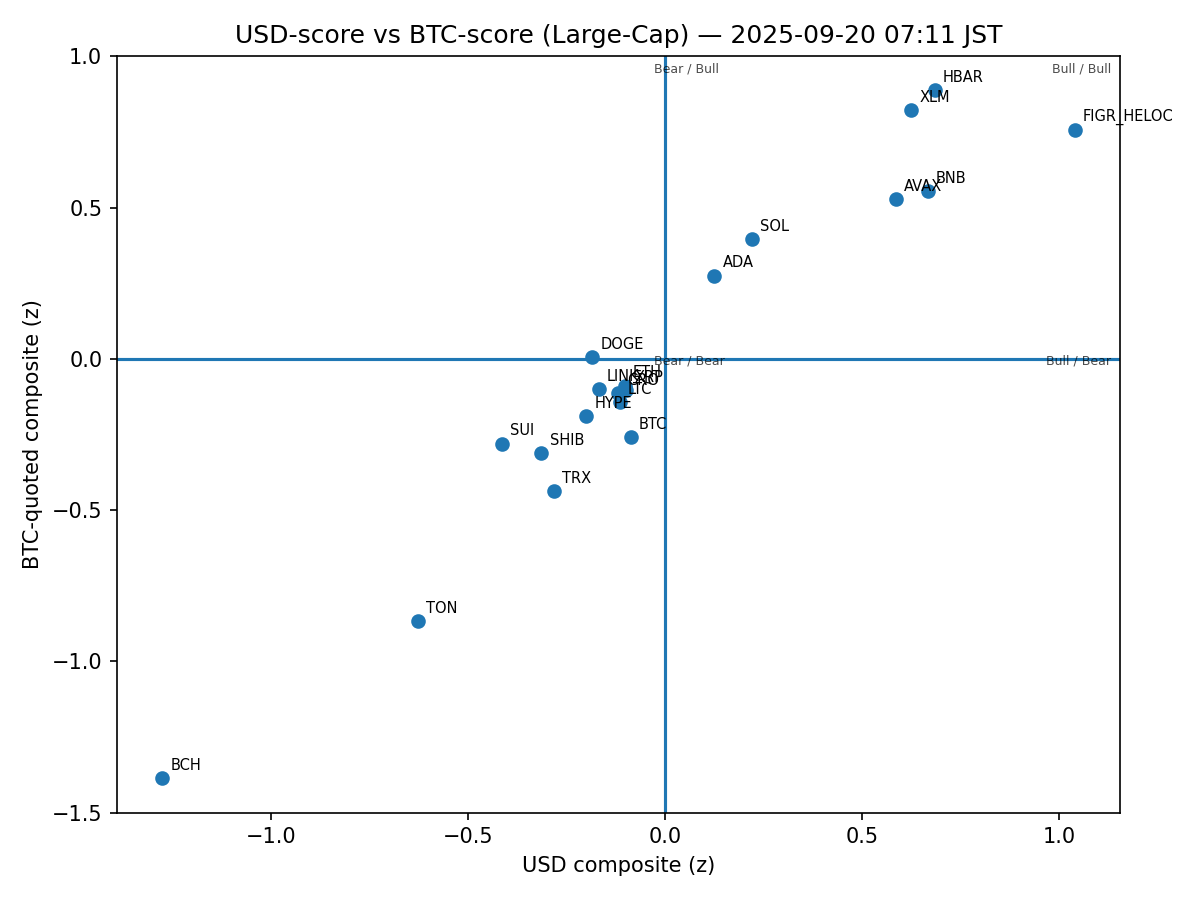 USD-score vs BTC-score (Large-Cap) — 2025-09-20 07:11 JST
1.0
Bear / Bull
Bull / Bull
HBAR
XLM
FIGR_HELOC
BNB
AVAX
0.5
SOL
ADA
DOGE
0.0
Bear / Bear
Bull / Bear
ETH
LINK
XRP
CRO
LTC
HYPE
BTC
SUI
SHIB
TRX
−0.5
TON
−1.0
BCH
−1.5
−1.0
−0.5
0.0
0.5
1.0
USD composite (z)
BTC-quoted composite (z)